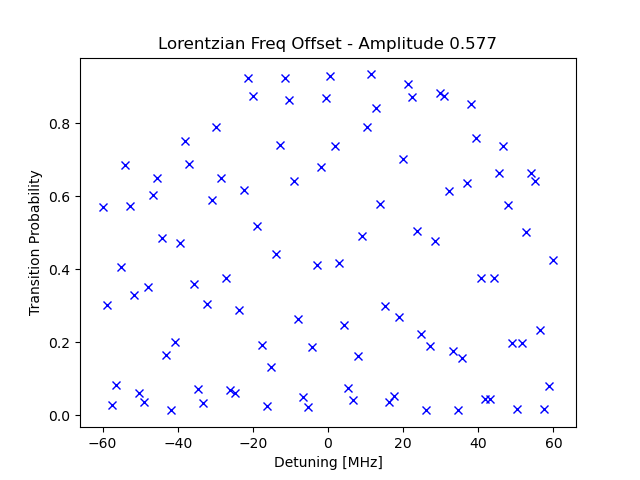 Lorentzian Freq Offset - Amplitude 0.577
Transition Probability
0.8
0.6
0.4
0.2
0.0
−60 −40 −20 0 20 40 60
Detuning [MHz]